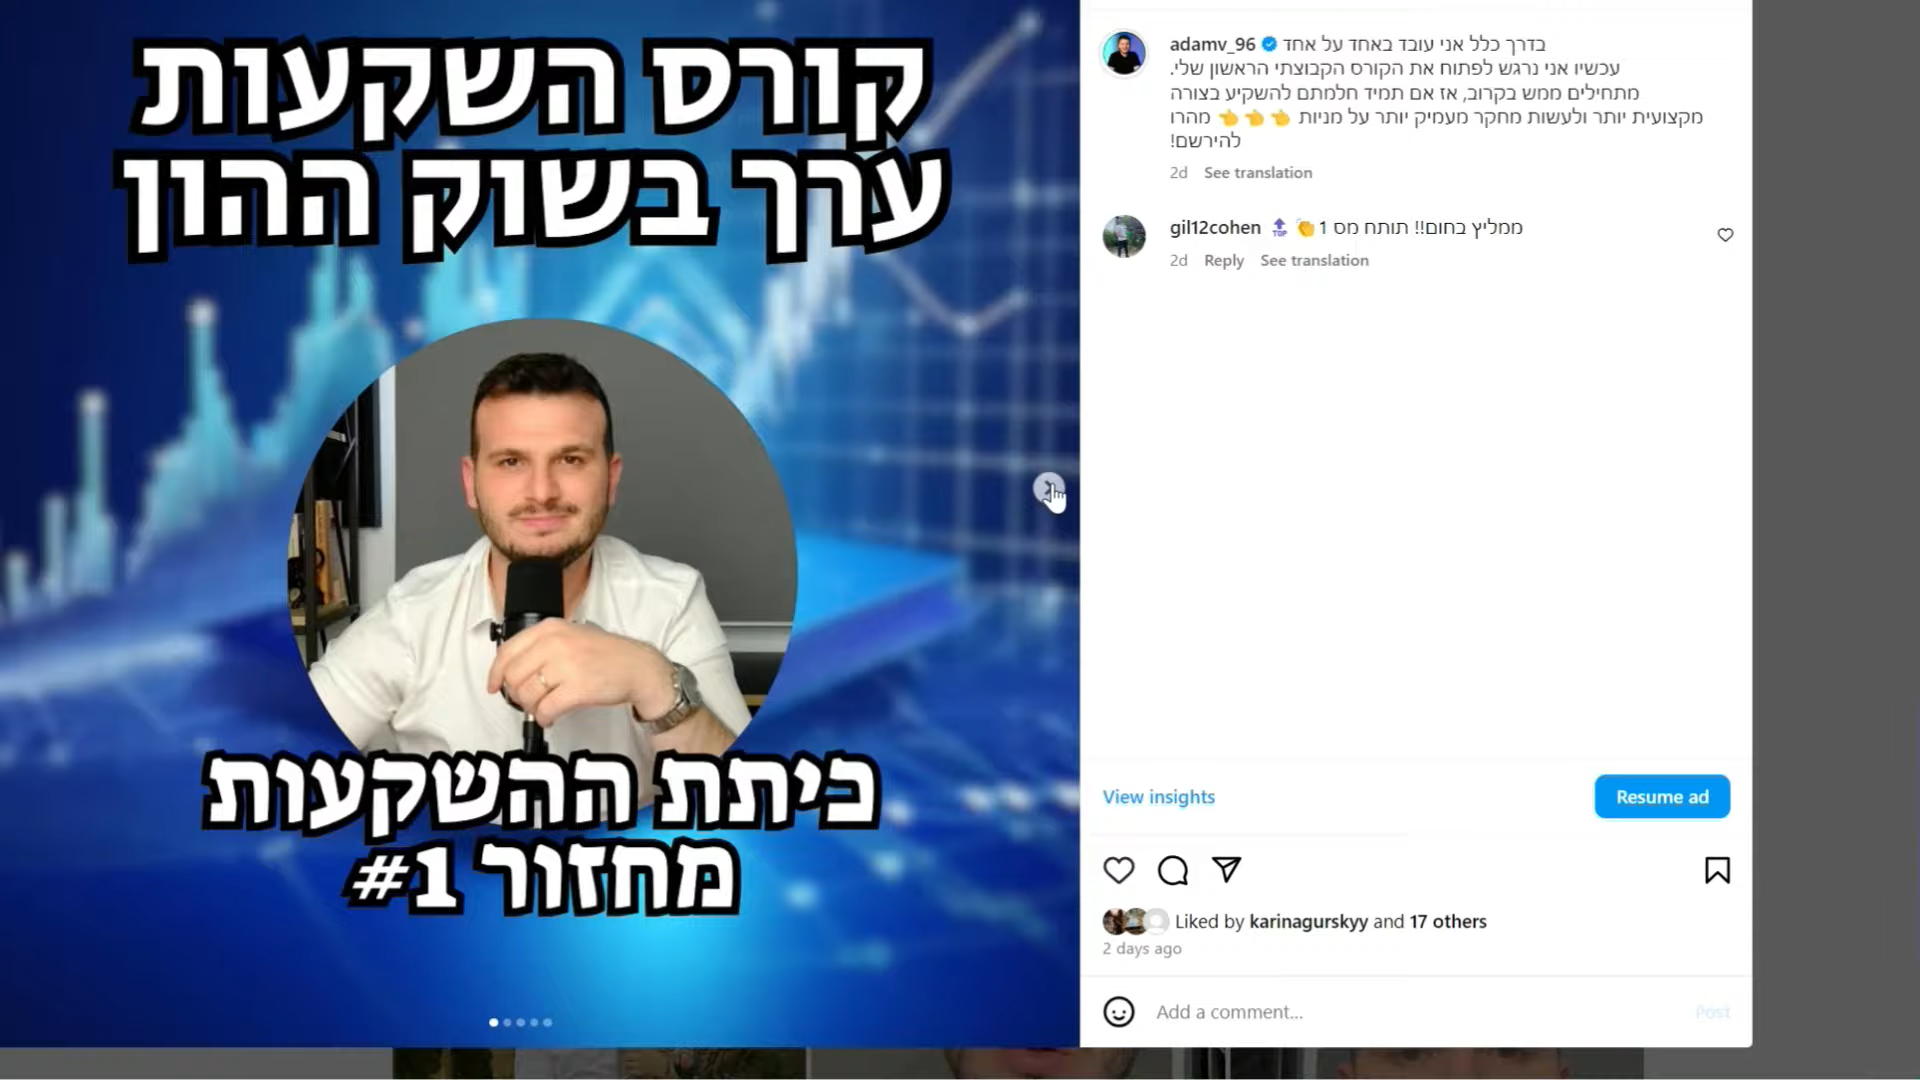 קורס השקעות
ערך בשוק ההון
כיתת ההשקעות
מחזור 1#
adamv_96 בדרך כלל אני עובד באחד על אחד
עכשיו אני נרגש לפתוח את הקורס הקבוצתי הראשון שלי.
מתחילים ממש בקרוב, אז אם תמיד חלמתם להשקיע בצורה
מקצועית יותר ולעשות מחקר מעמיק יותר על מניות 👈 👈 👈 מהרו
להירשם!
2d See translation
gil12cohen 🔝 👏 ממליץ בחום!! תותח מס 1
2d Reply See translation
View insights
Resume ad
Liked by karinagurskyy and 17 others
2 days ago
Add a comment...
Post